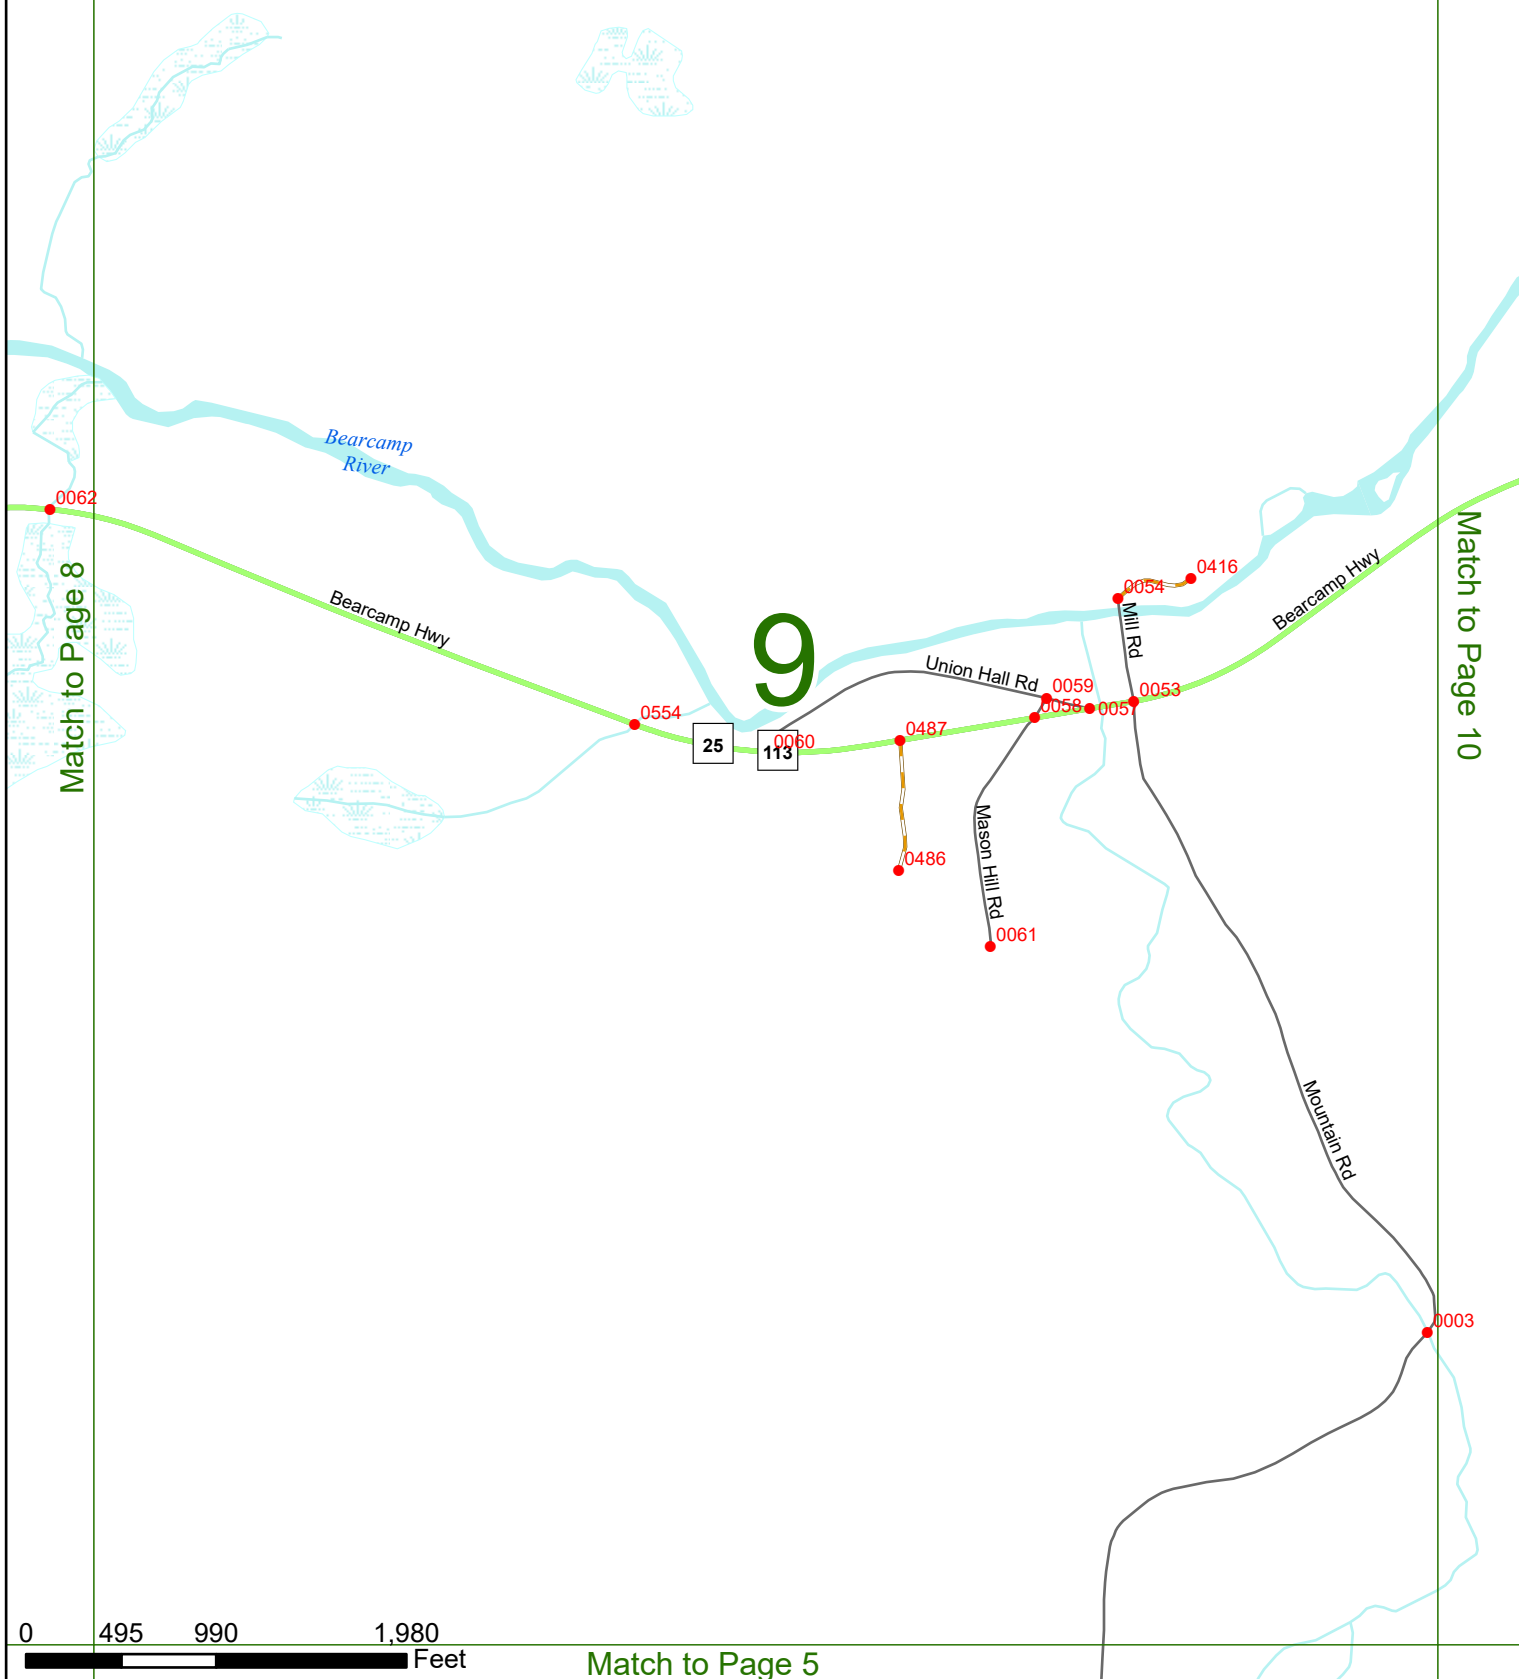 Bearcamp
River
0062
Match to Page 8
Bearcamp Hwy
9
0416
0054
Mill Rd
Bearcamp Hwy
Match to Page 10
Union Hall Rd
0059
0053
0058
0057
0554
25
0060
113
0487
0486
Mason Hill Rd
0061
Mountain Rd
0003
0 495 990 1,980
Feet
Match to Page 5